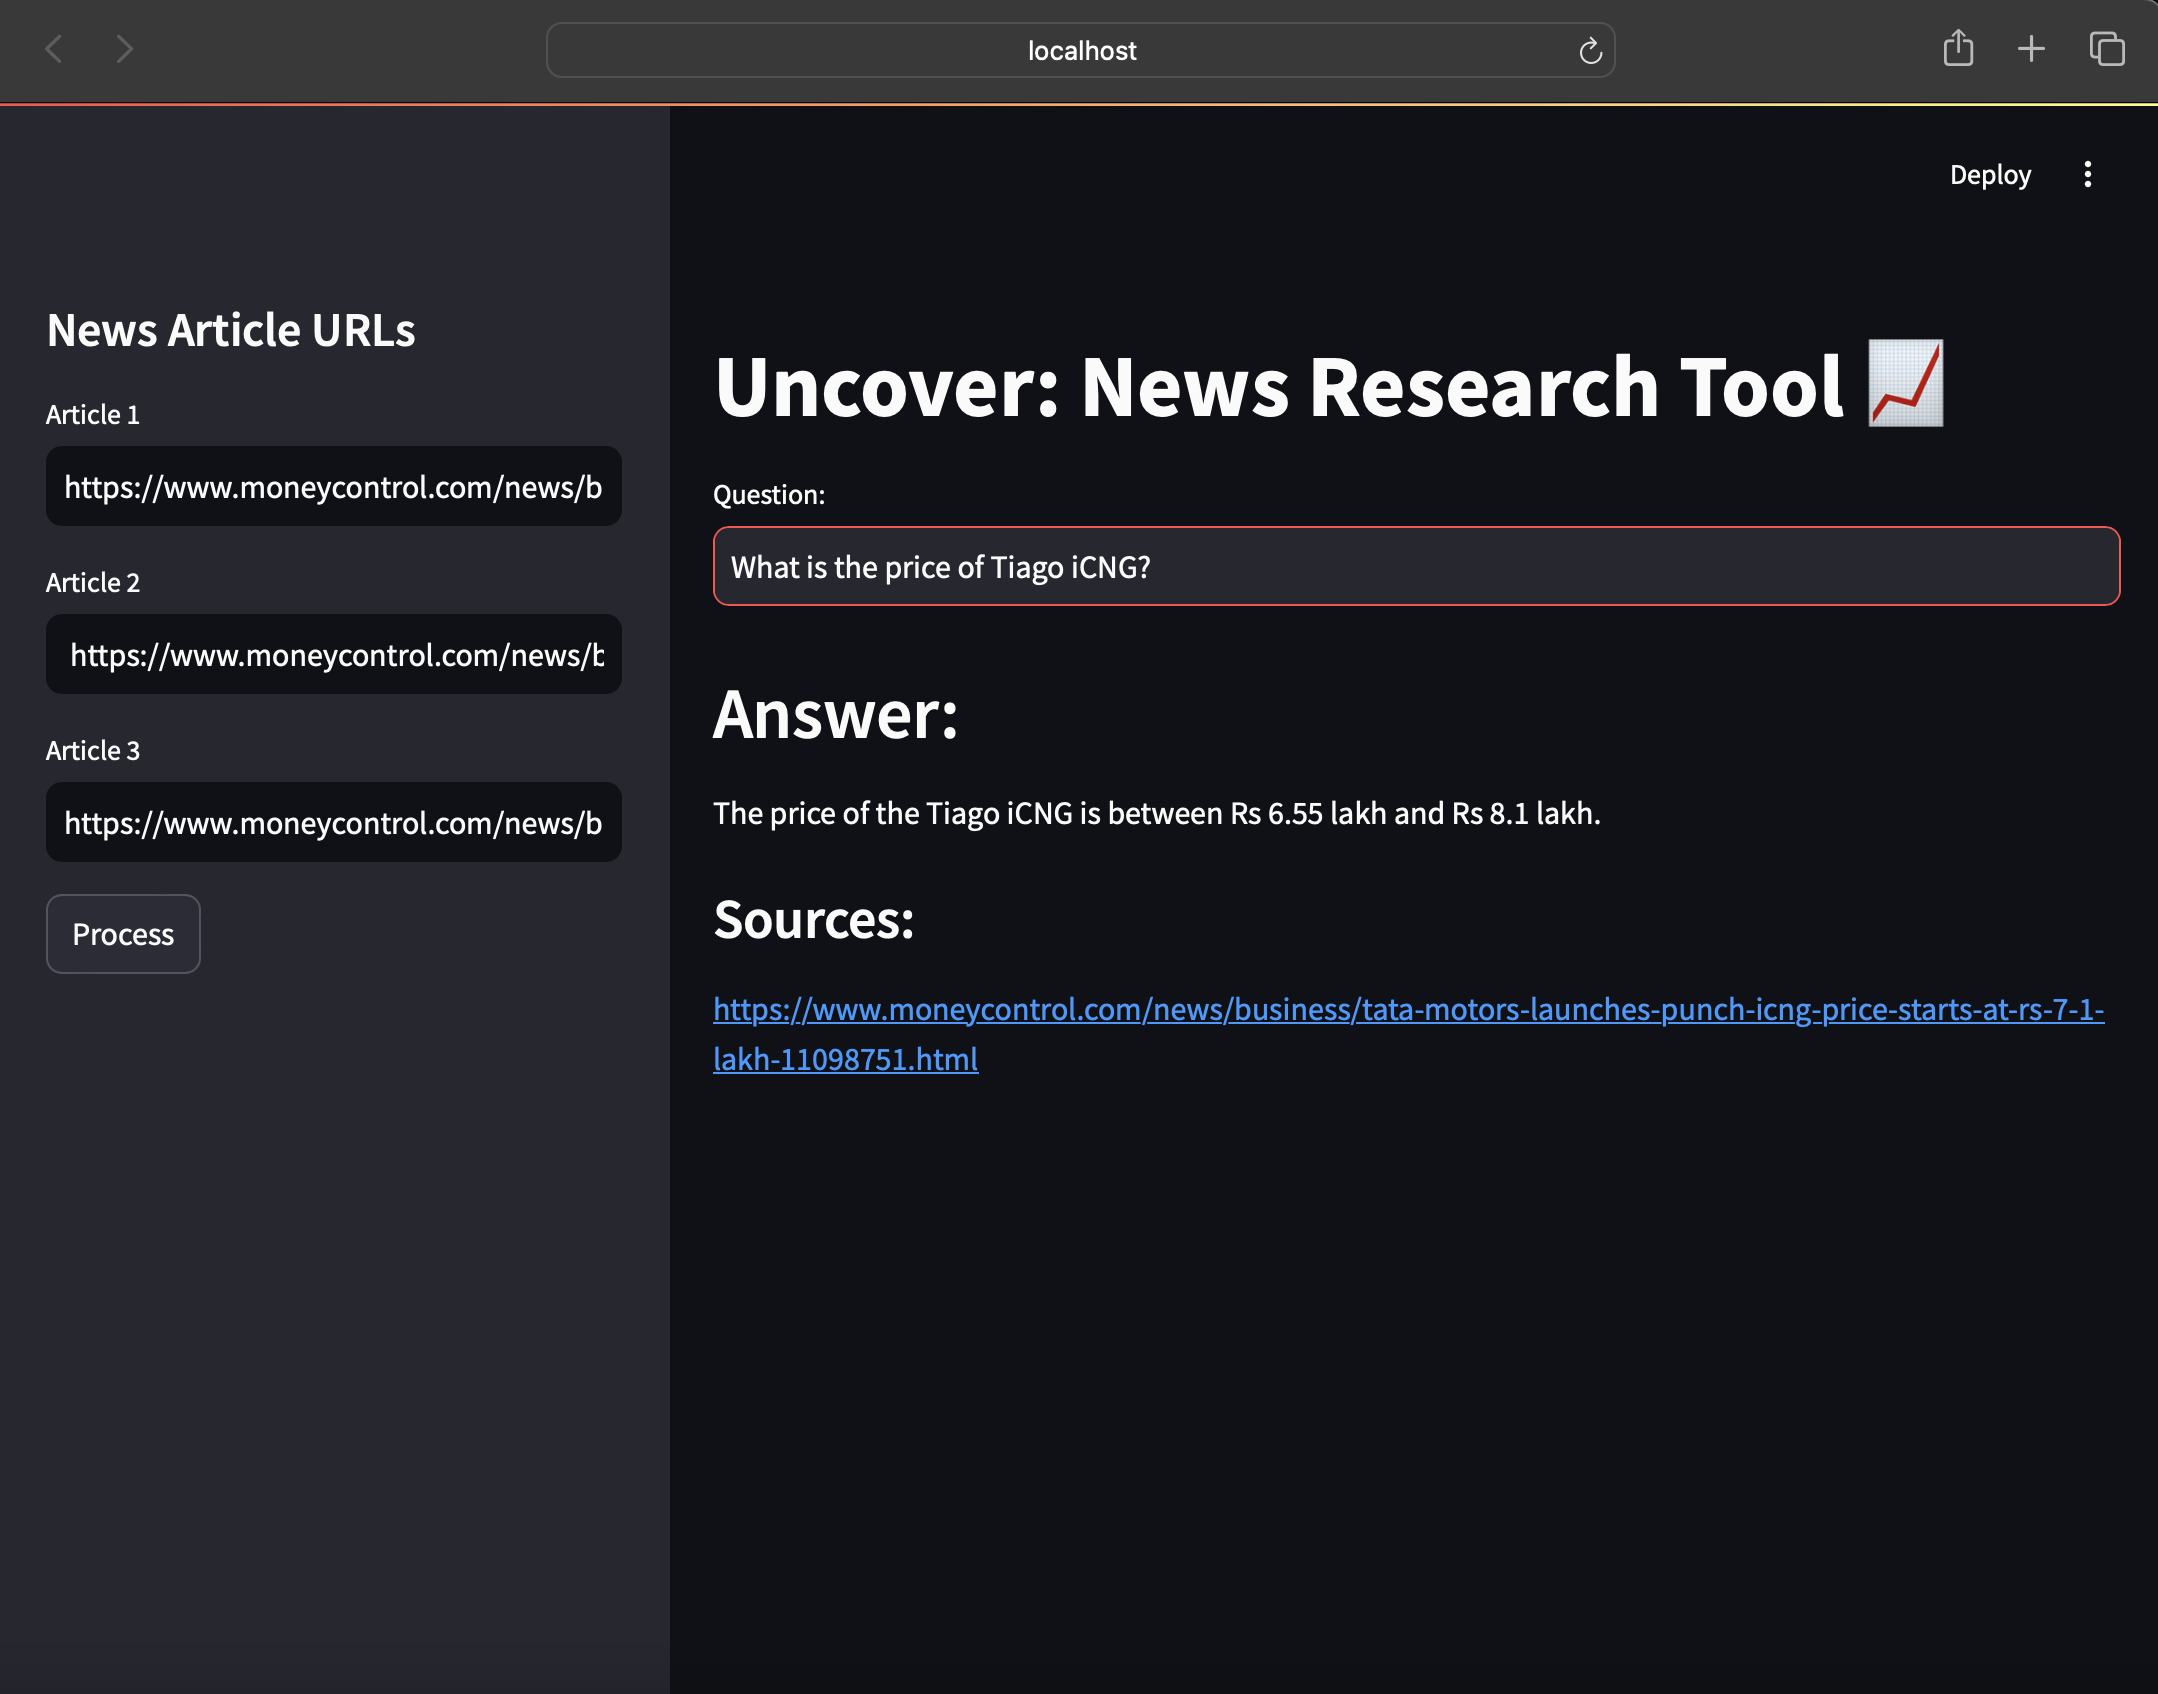 localhost
Deploy
News Article URLs
Article 1
https://www.moneycontrol.com/news/b
Article 2
https://www.moneycontrol.com/news/b
Article 3
https://www.moneycontrol.com/news/b
Process
Uncover: News Research Tool
Question:
What is the price of Tiago iCNG?
Answer:
The price of the Tiago iCNG is between Rs 6.55 lakh and Rs 8.1 lakh.
Sources:
https://www.moneycontrol.com/news/business/tata-motors-launches-punch-icng-price-starts-at-rs-7-1-
lakh-11098751.html